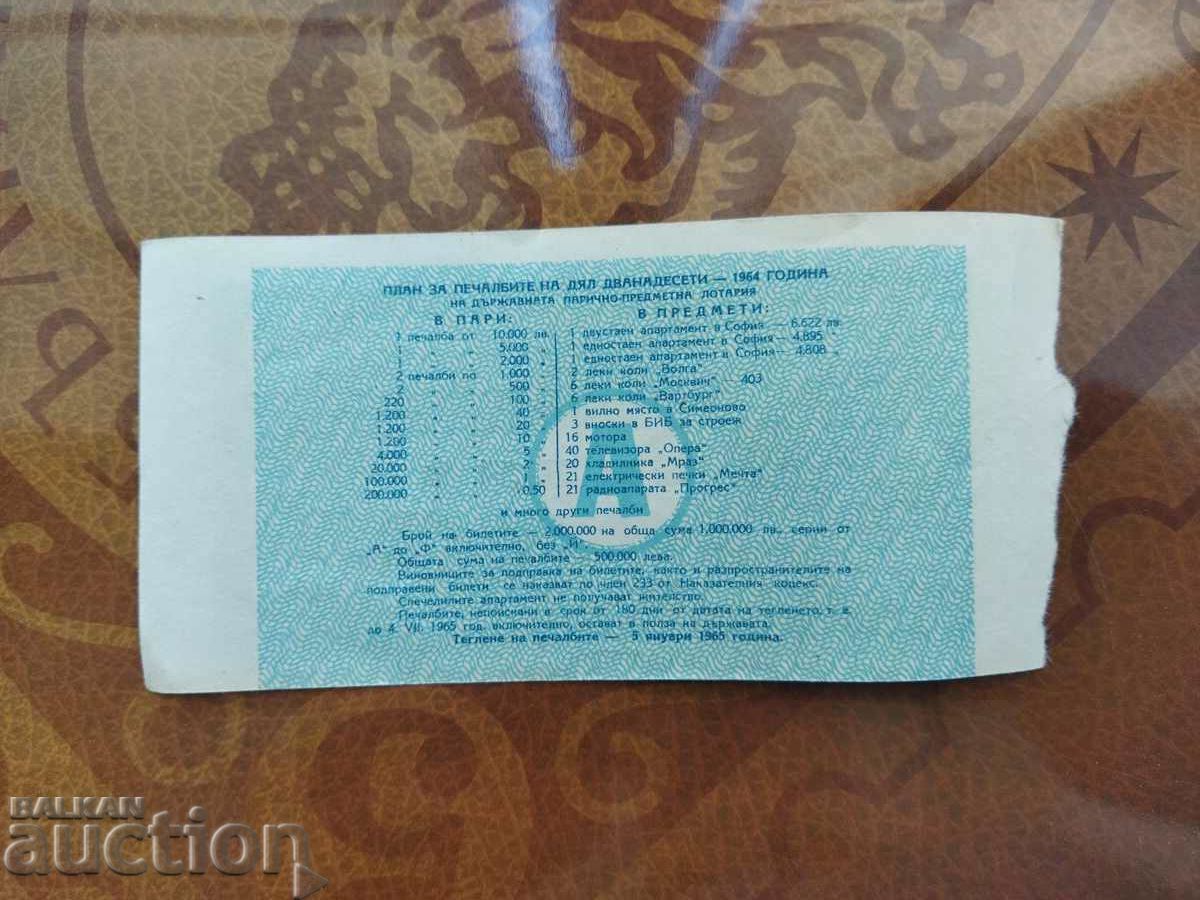 ПЛАН ЗА ПЕЧАЛБИТЕ НА ДЯЛ ДВАНАДЕСЕТИ — 1964 ГОДИНА
НА ДЪРЖАВНАТА ПАРИЧНО-ПРЕДМЕТНА ЛОТАРИЯ
В ПАРИ:
1 печалба от 10.000 лв.
1 „ „ 5.000 „
1 „ „ 2.000 „
2 печалби по 1.000 „
2 „ „ 500 „
220 „ „ 100 „
1.200 „ „ 40 „
1.200 „ „ 20 „
1.200 „ „ 10 „
4.000 „ „ 5 „
20.000 „ „ 2 „
100.000 „ „ 1 „
200.000 „ „ 0.50 „
В ПРЕДМЕТИ:
1 двустаен апартамент в София — 6.622 лв.
1 едностаен апартамент в София — 4.895 „
1 едностаен апартамент в София — 4.808 „
2 леки коли „Волга“
6 леки коли „Москвич“ — 403
6 леки коли „Вартбург“
1 вилно място в Симеоново
3 вноски в БИБ за строеж
16 мотора
40 телевизора „Опера“
20 хладилника „Мраз“
21 електрически печки „Мечта“
21 радиоапарата „Прогрес“
и много други печалби
А
Брой на билетите — 2.000.000 на обща сума 1.000.000 лв., серии от
„А“ до „Ф“ включително, без „Й“.
Общата сума на печалбите — 500.000 лева.
Виновниците за подправка на билетите, както и разпространителите на
подправени билети се наказват по член 233 от Наказателния кодекс.
Спечелилите апартамент не получават жителство.
Печалбите, непоискани в срок от 180 дни от датата на тегленето, т. е.
до 4. VII. 1965 год. включително, остават в полза на държавата.
Теглене на печалбите — 5 януари 1965 година.
BALKAN
auction